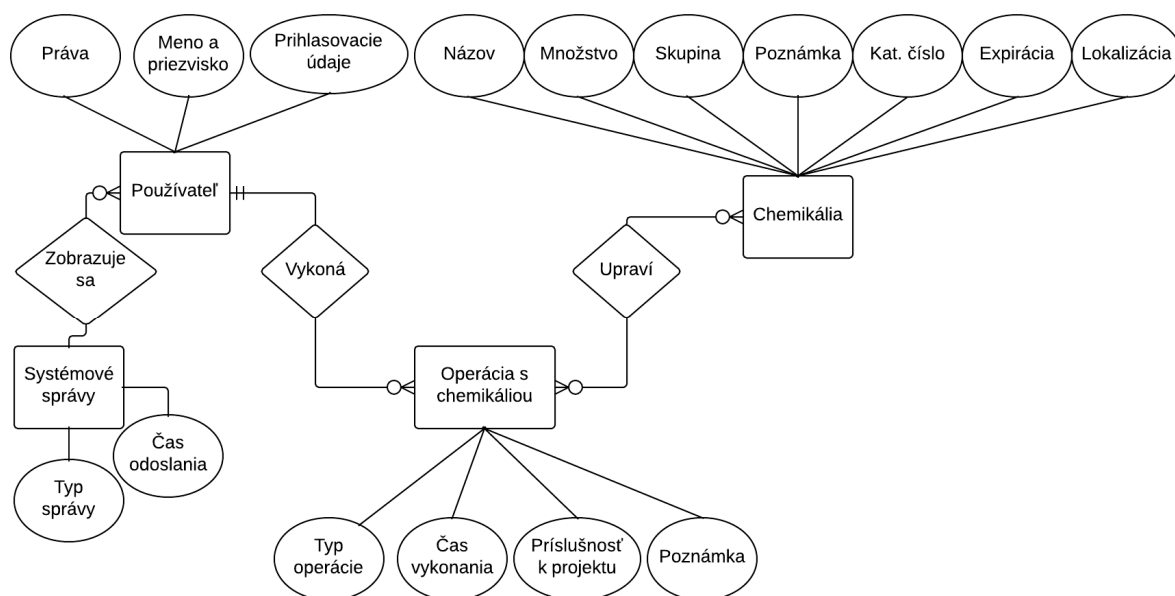 Práva
Meno a
priezvisko
Prihlasovacie
údaje
Názov
Množstvo
Skupina
Poznámka
Kat. číslo
Expirácia
Lokalizácia
Používateľ
Chemikália
Zobrazuje
sa
Vykoná
Upraví
Systémové
správy
Operácia s
chemikáliou
Čas
odoslania
Typ
správy
Typ
operácie
Čas
vykonania
Príslušnosť
k projektu
Poznámka